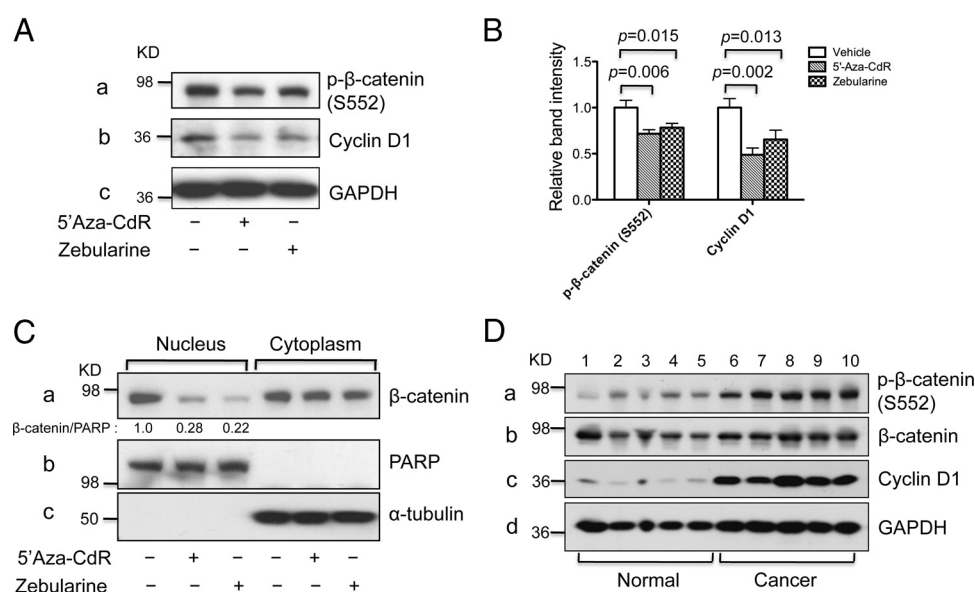 A
KD
a
98
p-β-catenin
(S552)
b
36
Cyclin D1
c
36
GAPDH
5’Aza-CdR – + –
Zebularine – – +
B
p=0.015
p=0.013
p=0.006
p=0.002
Vehicle
5'-Aza-CdR
Zebularine
Relative band intensity
1.5
1.0
0.5
0.0
p-β-catenin (S552)
Cyclin D1
C
Nucleus Cytoplasm
KD
a
98
β-catenin
β-catenin/PARP : 1.0 0.28 0.22
b
PARP
98
c
50
α-tubulin
5’Aza-CdR – + – – + –
Zebularine – – + – – +
D
KD 1 2 3 4 5 6 7 8 9 10
a
98
p-β-catenin
(S552)
b
98
β-catenin
c
36
Cyclin D1
d
36
GAPDH
Normal Cancer